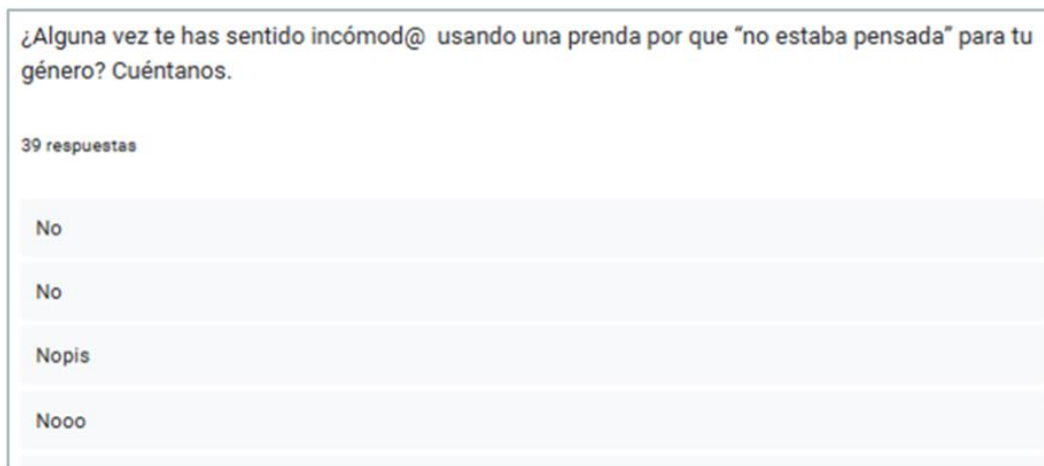 ¿Alguna vez te has sentido incómod@  usando una prenda por que “no estaba pensada” para tu
género? Cuéntanos.
39 respuestas
No
No
Nopis
Nooo